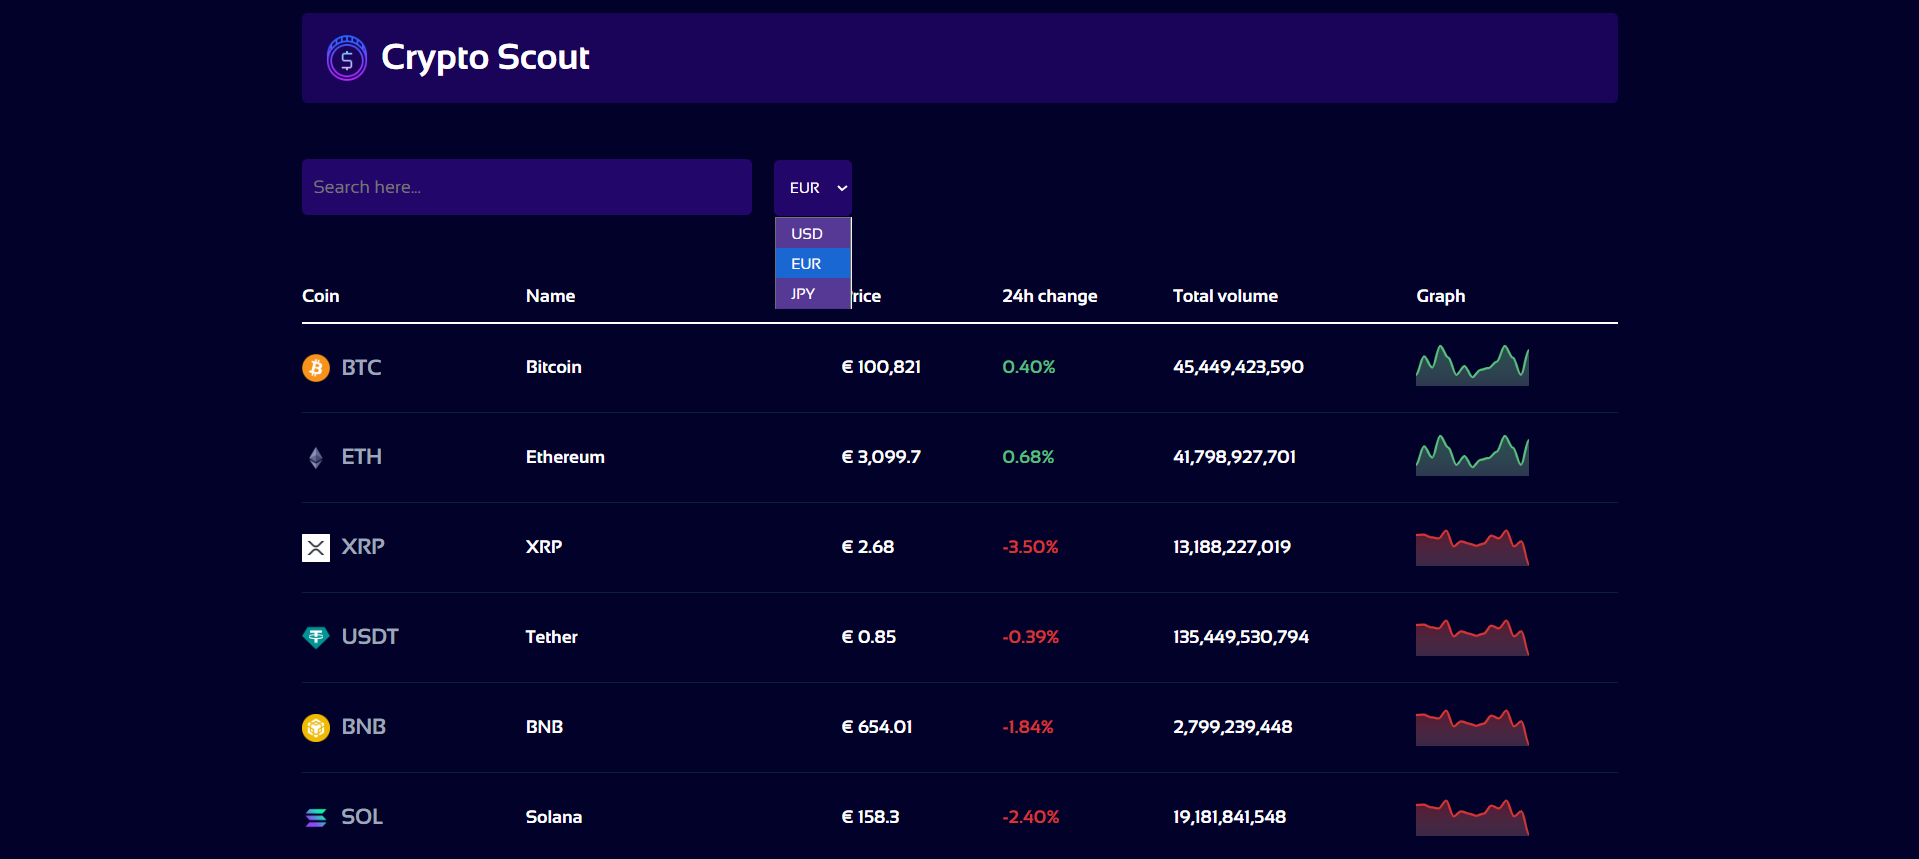 Crypto Scout
Search here...
EUR
USD
EUR
JPY
Coin Name rice 24h change Total volume Graph
BTC Bitcoin € 100,821 0.40% 45,449,423,590
ETH Ethereum € 3,099.7 0.68% 41,798,927,701
XRP XRP € 2.68 -3.50% 13,188,227,019
USDT Tether € 0.85 -0.39% 135,449,530,794
BNB BNB € 654.01 -1.84% 2,799,239,448
SOL Solana € 158.3 -2.40% 19,181,841,548